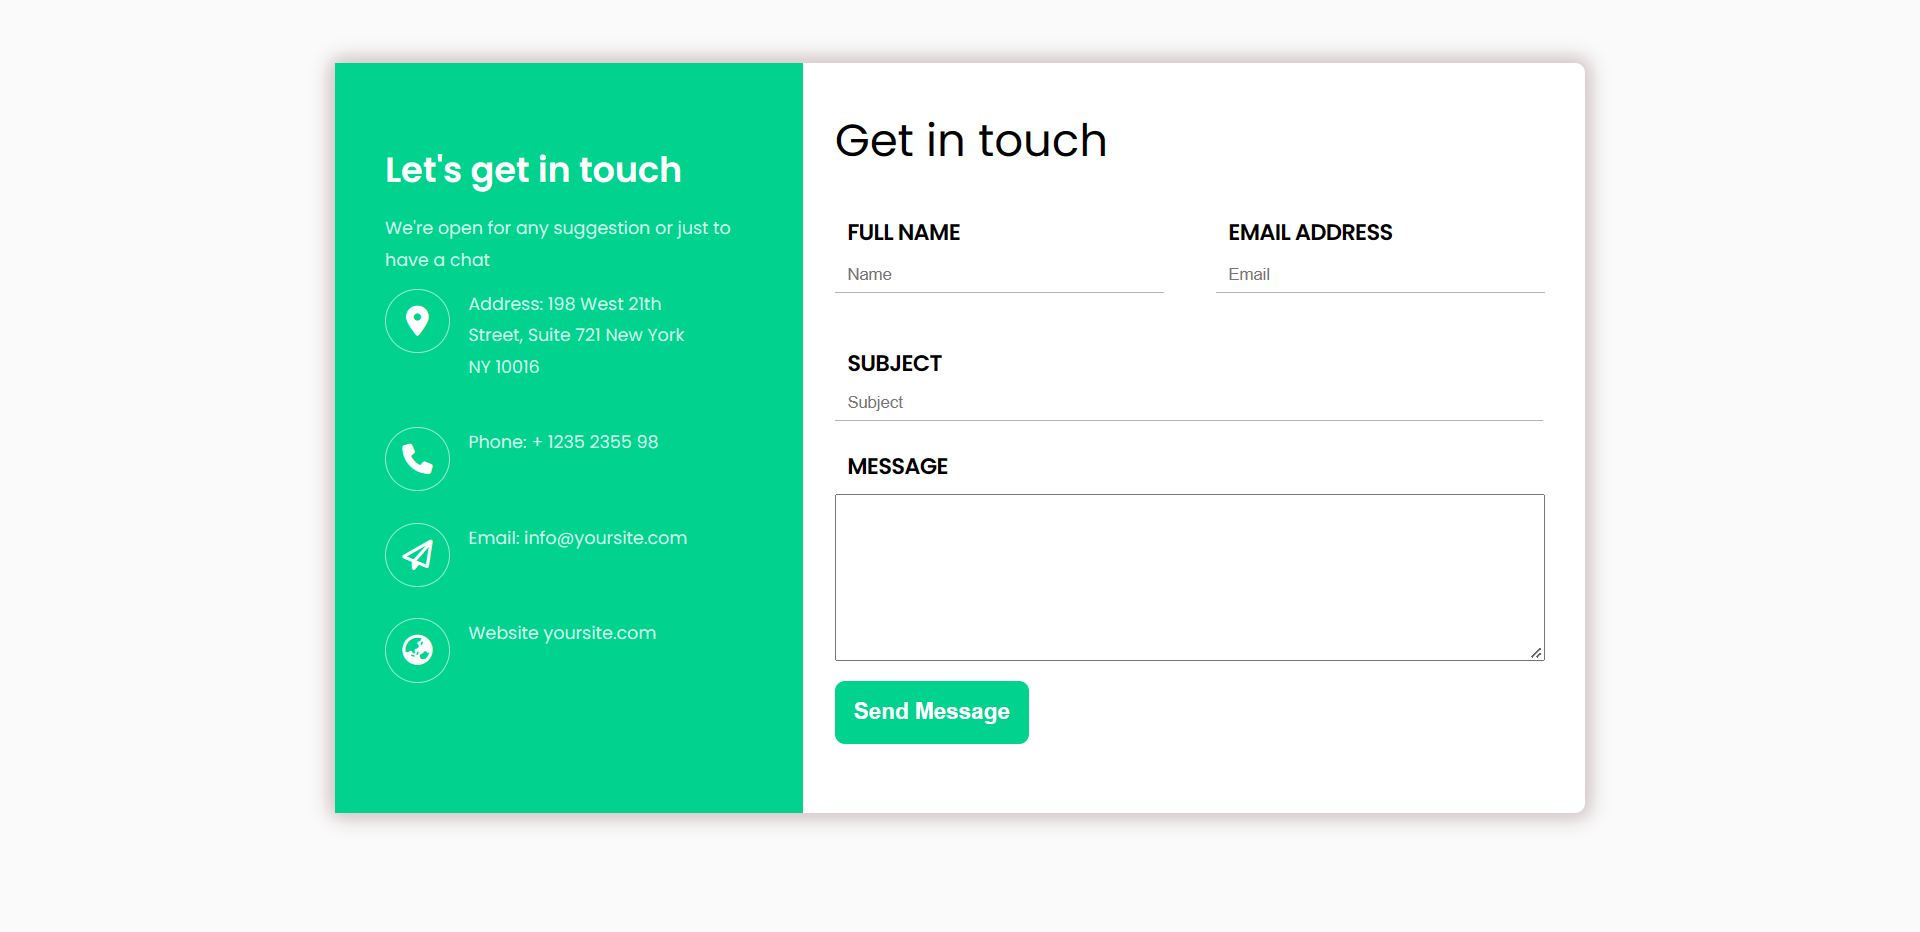 Let's get in touch
We're open for any suggestion or just to
have a chat
Address: 198 West 21th
Street, Suite 721 New York
NY 10016
Phone: + 1235 2355 98
Email: info@yoursite.com
Website yoursite.com
Get in touch
FULL NAME
Name
EMAIL ADDRESS
Email
SUBJECT
Subject
MESSAGE
Send Message